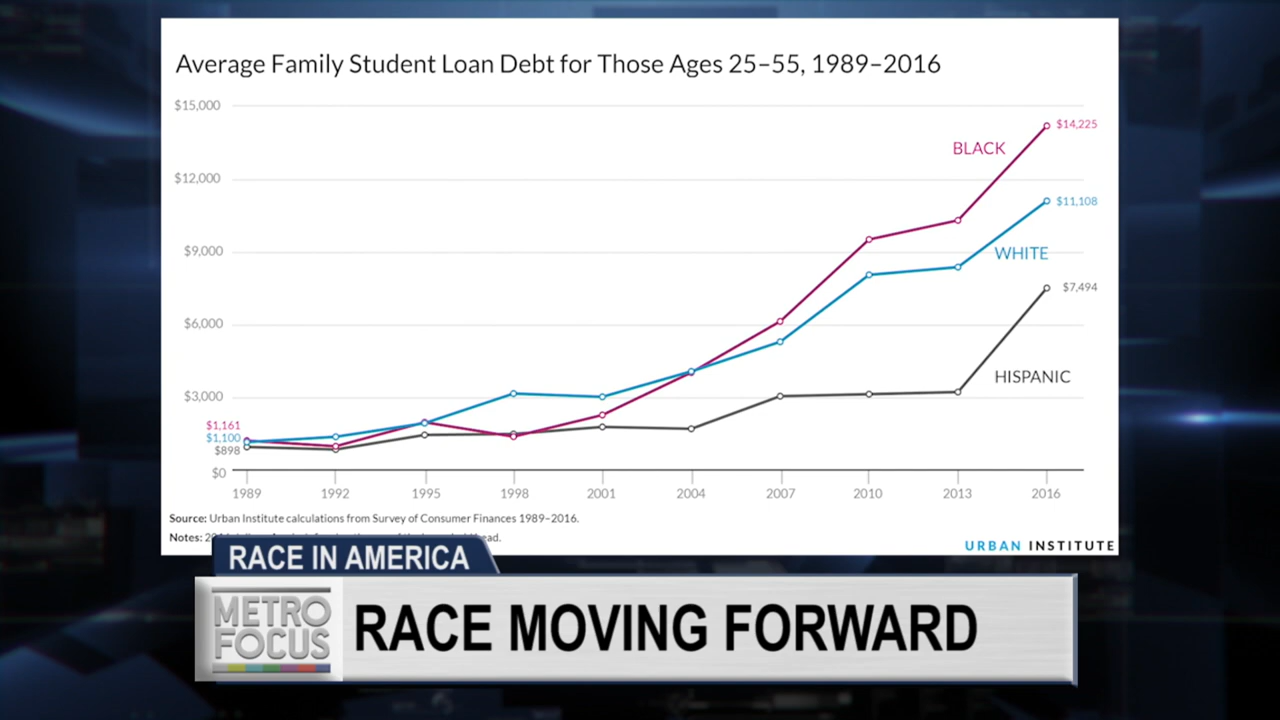 Average Family Student Loan Debt for Those Ages 25–55, 1989–2016
$15,000
$14,225
BLACK
$12,000
$11,108
$9,000
WHITE
$7,494
$6,000
HISPANIC
$3,000
$1,161
$1,100
$898
$0
1989 1992 1995 1998 2001 2004 2007 2010 2013 2016
Source: Urban Institute calculations from Survey of Consumer Finances 1989–2016.
Notes:
URBAN INSTITUTE
RACE IN AMERICA
METRO
FOCUS
RACE MOVING FORWARD